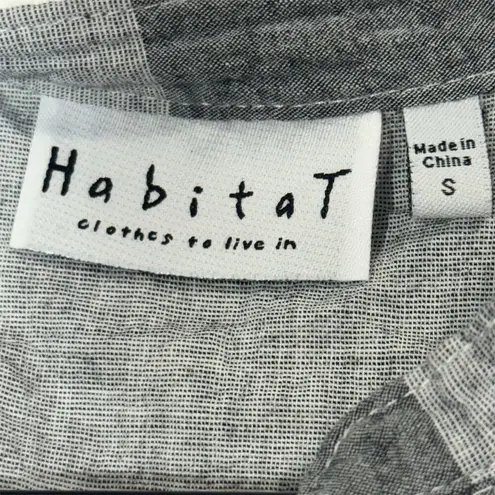 HabitaT
clothes to live in
Made in
China
S